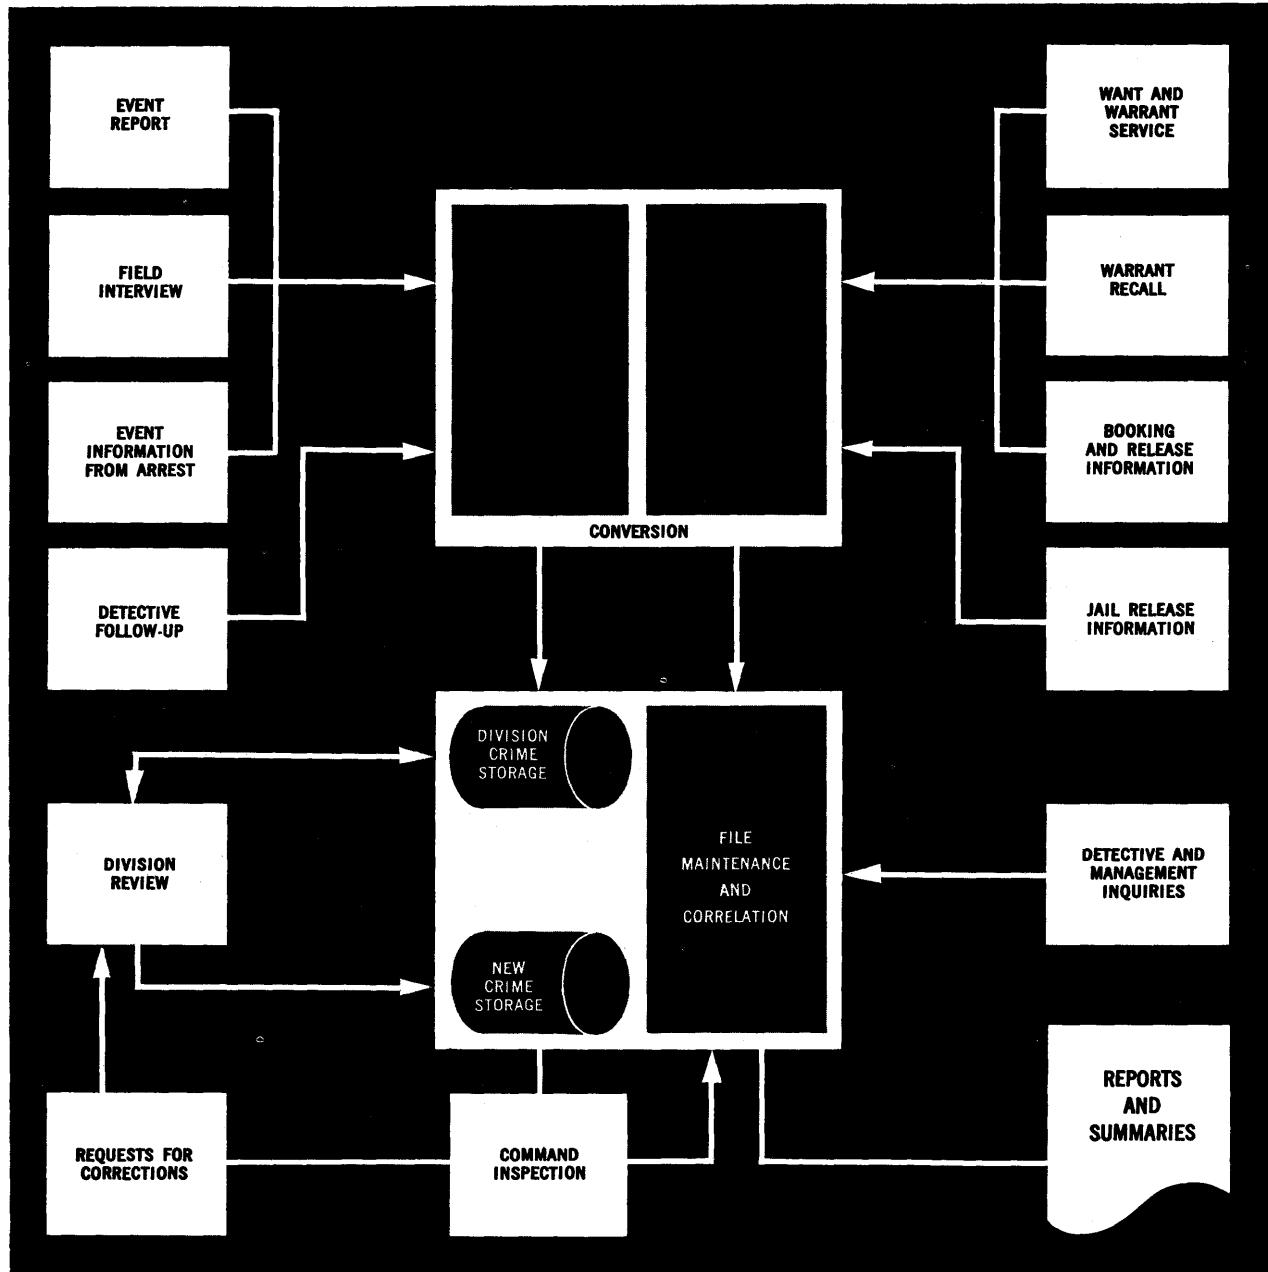 EVENT
REPORT
WANT AND
WARRANT
SERVICE
FIELD
INTERVIEW
WARRANT
RECALL
EVENT
INFORMATION
FROM ARREST
BOOKING
AND RELEASE
INFORMATION
CONVERSION
DETECTIVE
FOLLOW-UP
JAIL RELEASE
INFORMATION
DIVISION
CRIME
STORAGE
FILE
MAINTENANCE
AND
CORRELATION
DIVISION
REVIEW
DETECTIVE AND
MANAGEMENT
INQUIRIES
NEW
CRIME
STORAGE
REQUESTS FOR
CORRECTIONS
COMMAND
INSPECTION
REPORTS
AND
SUMMARIES